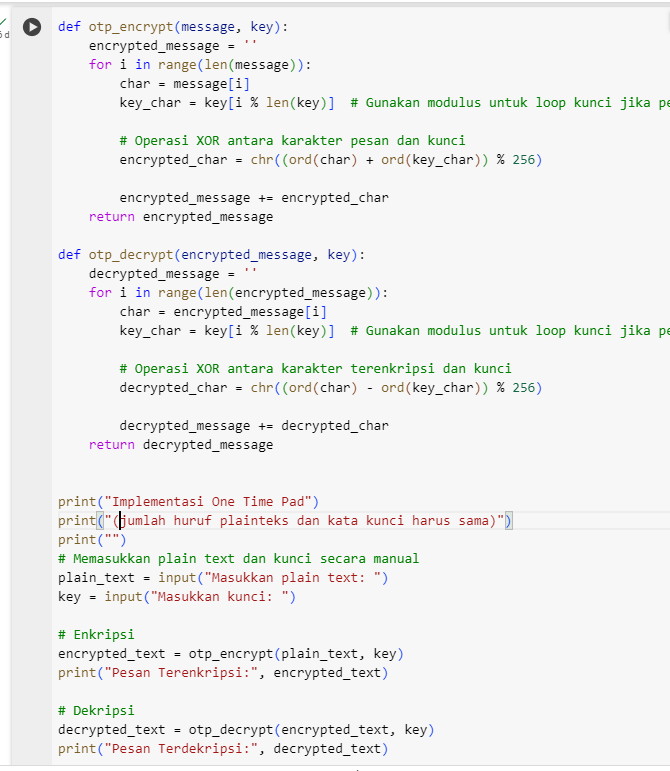 def otp_encrypt(message, key):
    encrypted_message = ''
    for i in range(len(message)):
        char = message[i]
        key_char = key[i % len(key)]  # Gunakan modulus untuk loop kunci jika

        # Operasi XOR antara karakter pesan dan kunci
        encrypted_char = chr((ord(char) + ord(key_char)) % 256)

        encrypted_message += encrypted_char
    return encrypted_message

def otp_decrypt(encrypted_message, key):
    decrypted_message = ''
    for i in range(len(encrypted_message)):
        char = encrypted_message[i]
        key_char = key[i % len(key)]  # Gunakan modulus untuk loop kunci jika

        # Operasi XOR antara karakter terenkripsi dan kunci
        decrypted_char = chr((ord(char) - ord(key_char)) % 256)

        decrypted_message += decrypted_char
    return decrypted_message


print("Implementasi One Time Pad")
print("(jumlah huruf plainteks dan kata kunci harus sama)")
print("")
# Memasukkan plain text dan kunci secara manual
plain_text = input("Masukkan plain text: ")
key = input("Masukkan kunci: ")

# Enkripsi
encrypted_text = otp_encrypt(plain_text, key)
print("Pesan Terenkripsi:", encrypted_text)

# Dekripsi
decrypted_text = otp_decrypt(encrypted_text, key)
print("Pesan Terdekripsi:", decrypted_text)